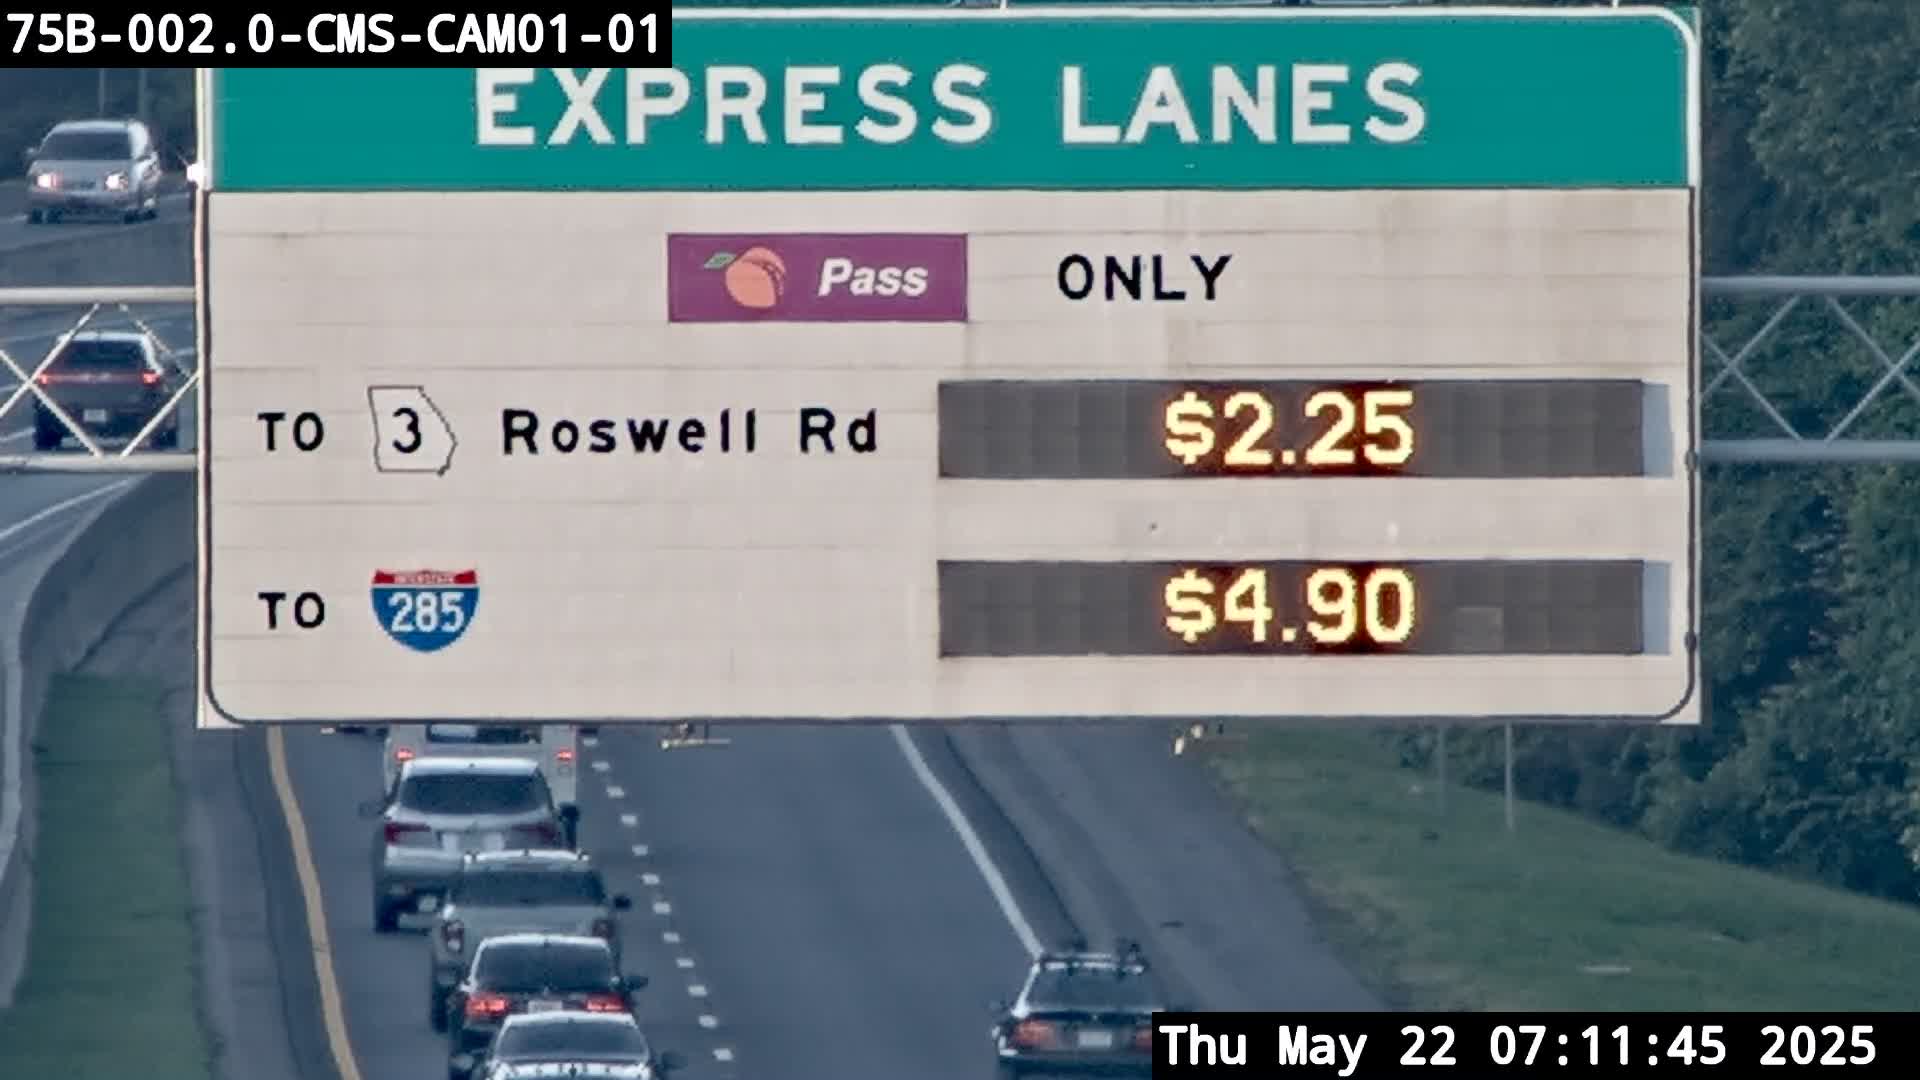 75B-002.0-CMS-CAM01-01
EXPRESS LANES
Pass ONLY
TO 3 Roswell Rd $2.25
INTERSTATE
TO 285 $4.90
Thu May 22 07:11:45 2025